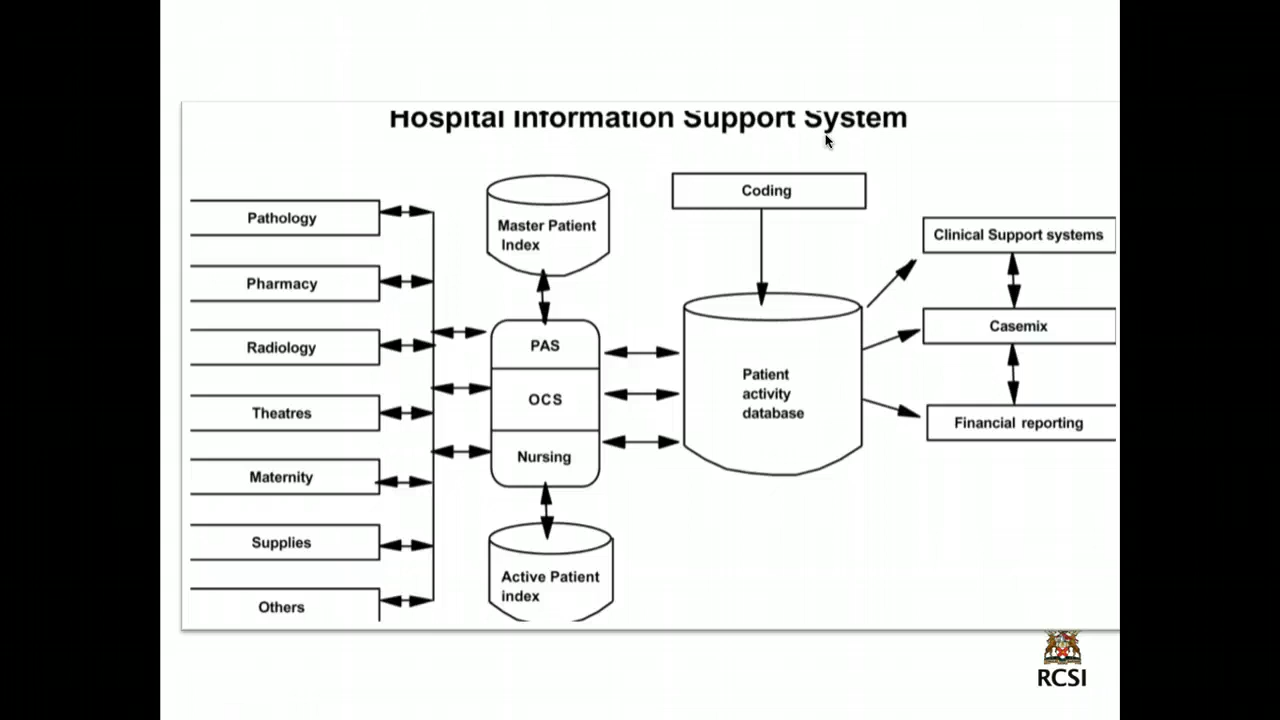 Hospital Information Support System
Coding
Master Patient
Index
Pathology
Clinical Support systems
Pharmacy
Casemix
PAS
Radiology
Patient
activity
database
OCS
Theatres
Financial reporting
Nursing
Maternity
Supplies
Active Patient
index
Others
RCSI